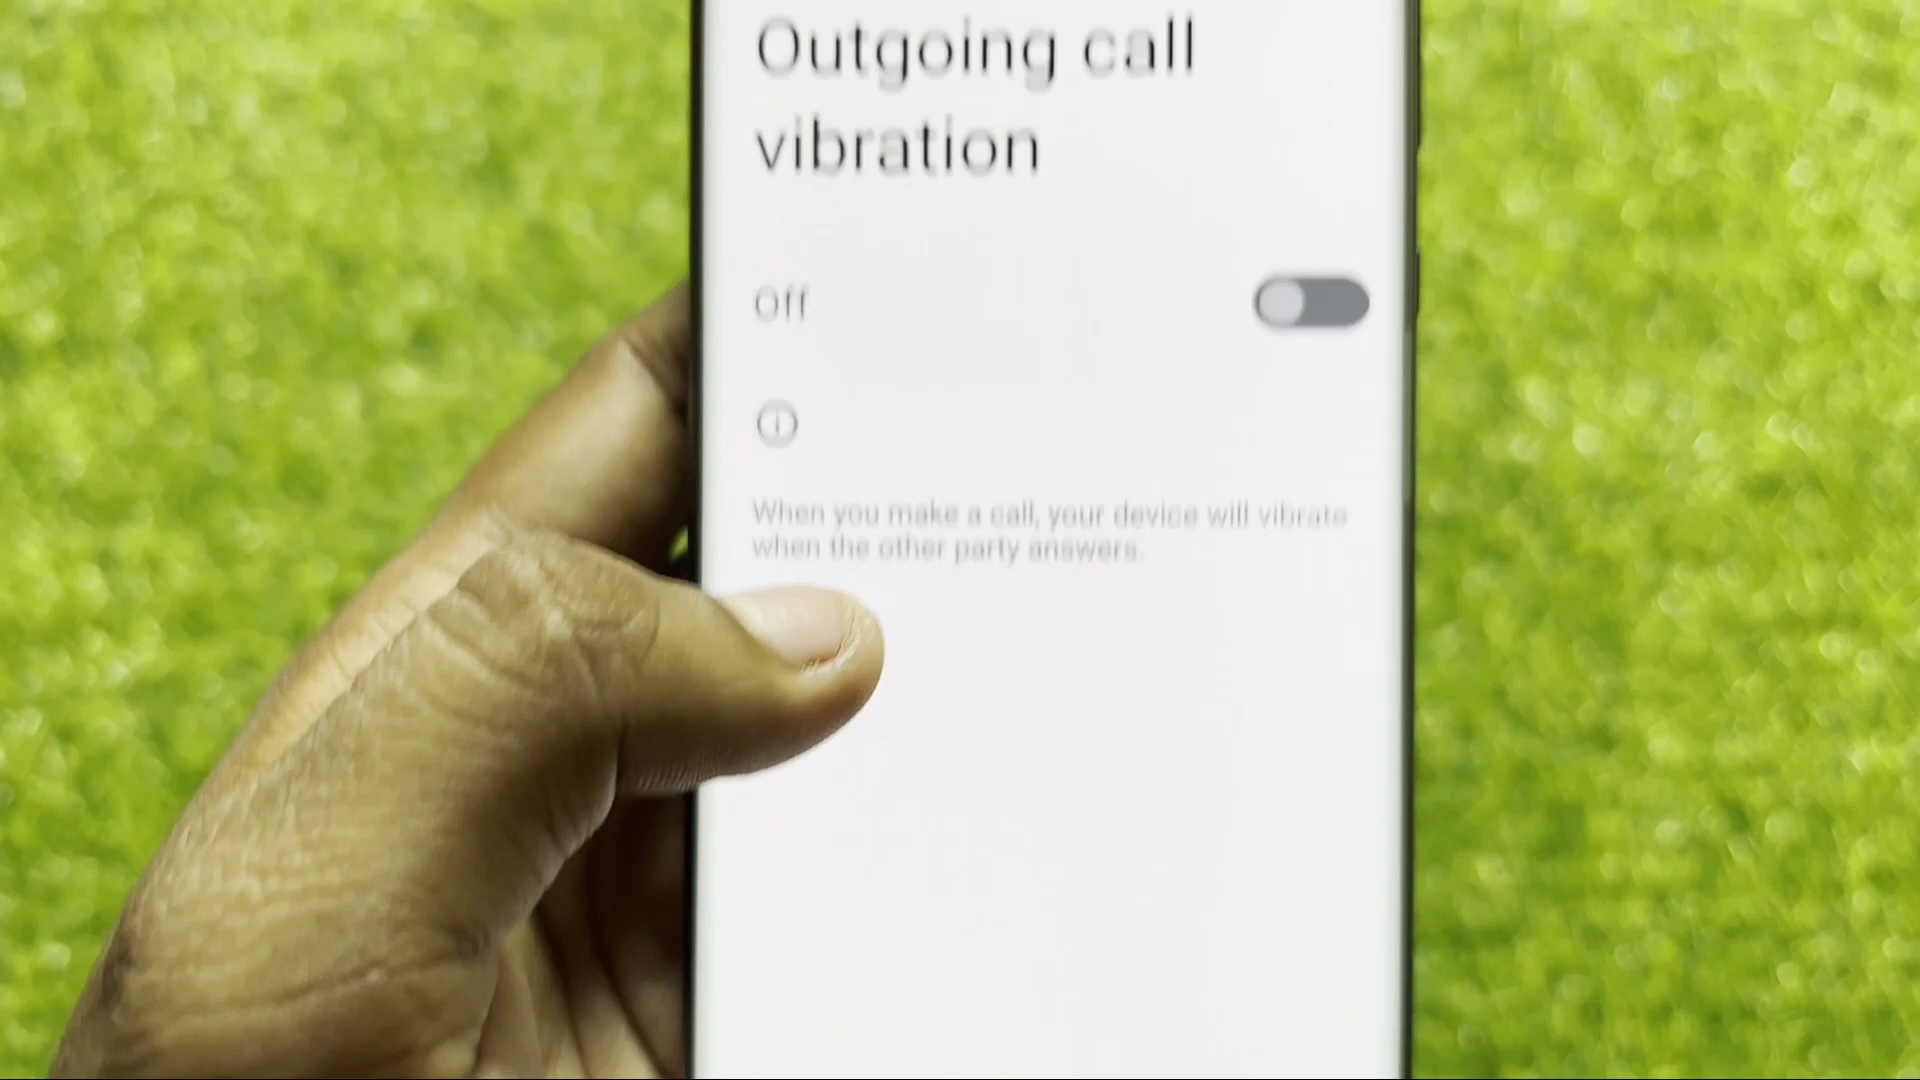 Outgoing call
vibration
Off
When you make a call, your device will vibrate
when the other party answers.